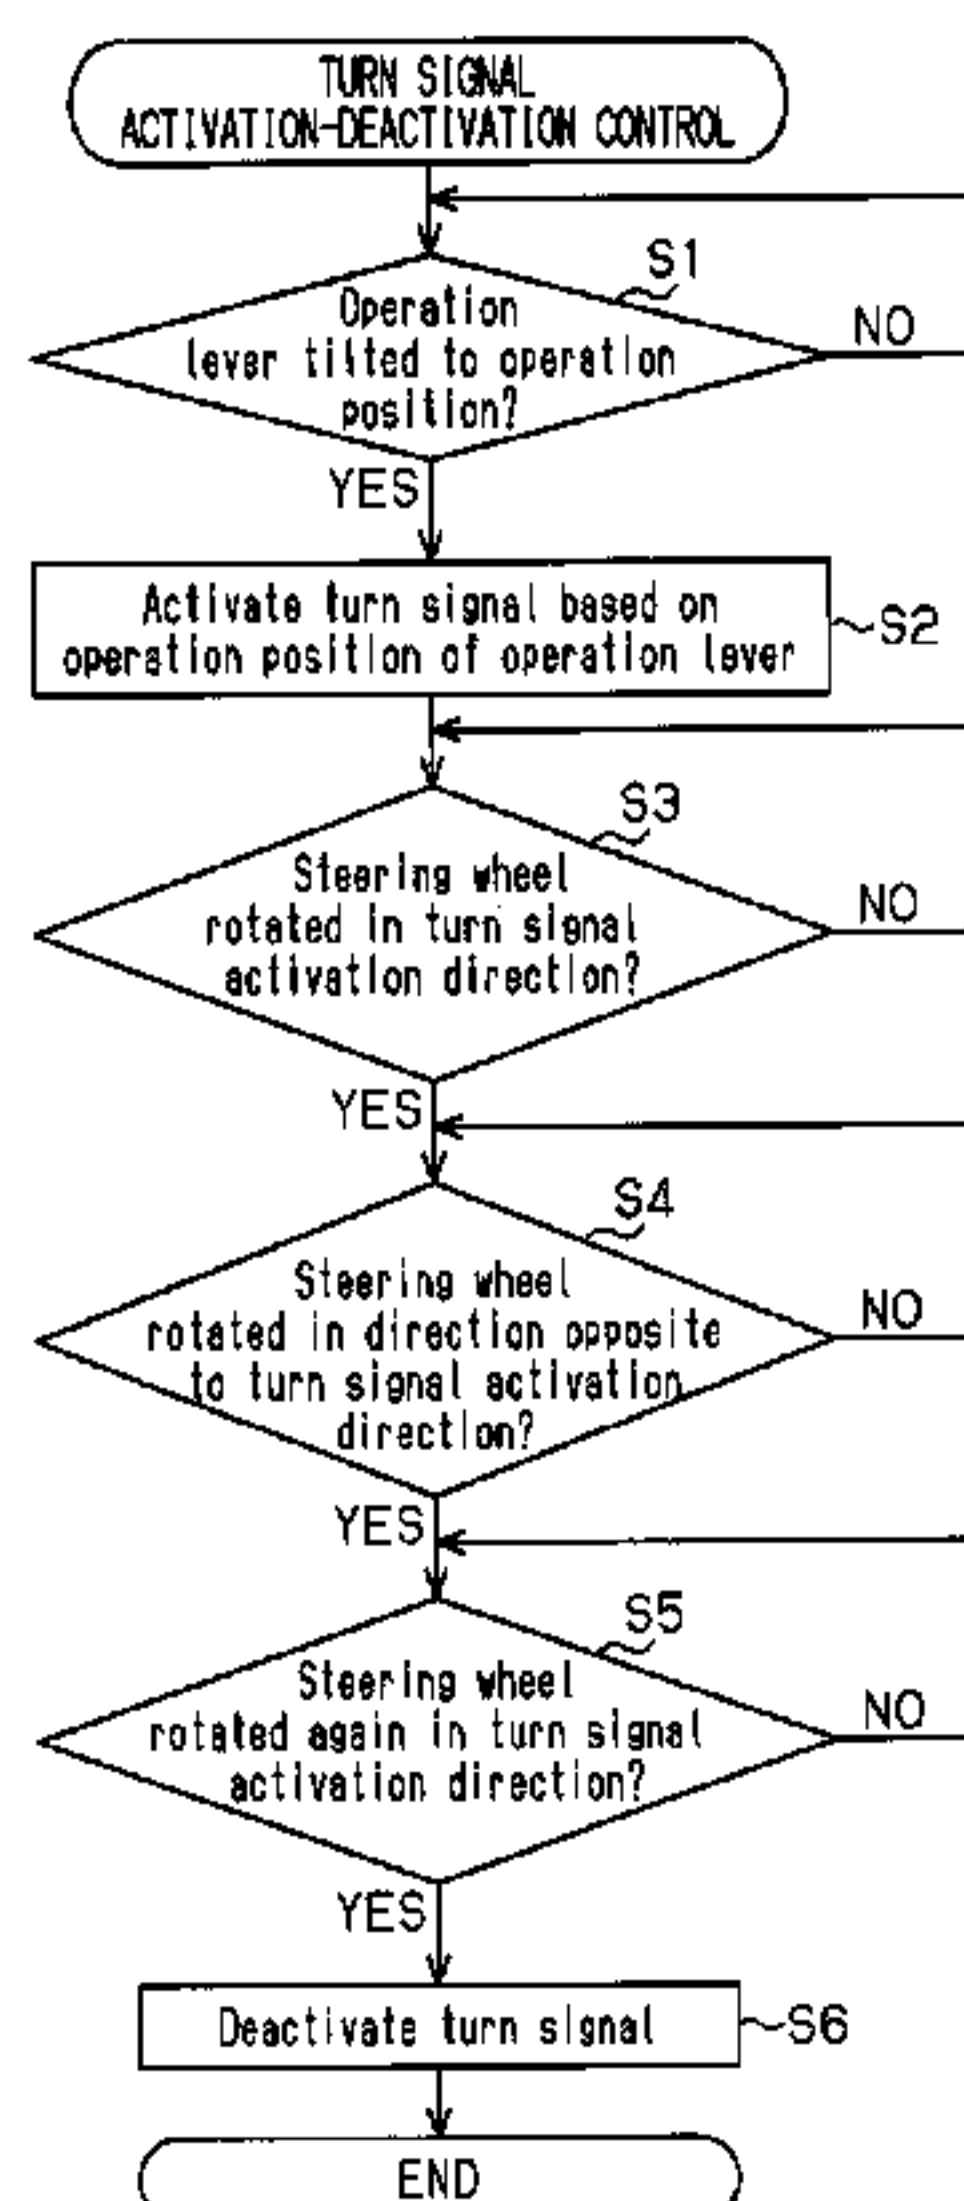 TURN SIGNAL
ACTIVATION-DEACTIVATION CONTROL
S1
Operation
lever tilted to operation
position?
NO
YES
Activate turn signal based on
operation position of operation lever
S2
S3
Steering wheel
rotated in turn signal
activation direction?
NO
YES
S4
Steering wheel
rotated in direction opposite
to turn signal activation
direction?
NO
YES
S5
Steering wheel
rotated again in turn signal
activation direction?
NO
YES
Deactivate turn signal
S6
END